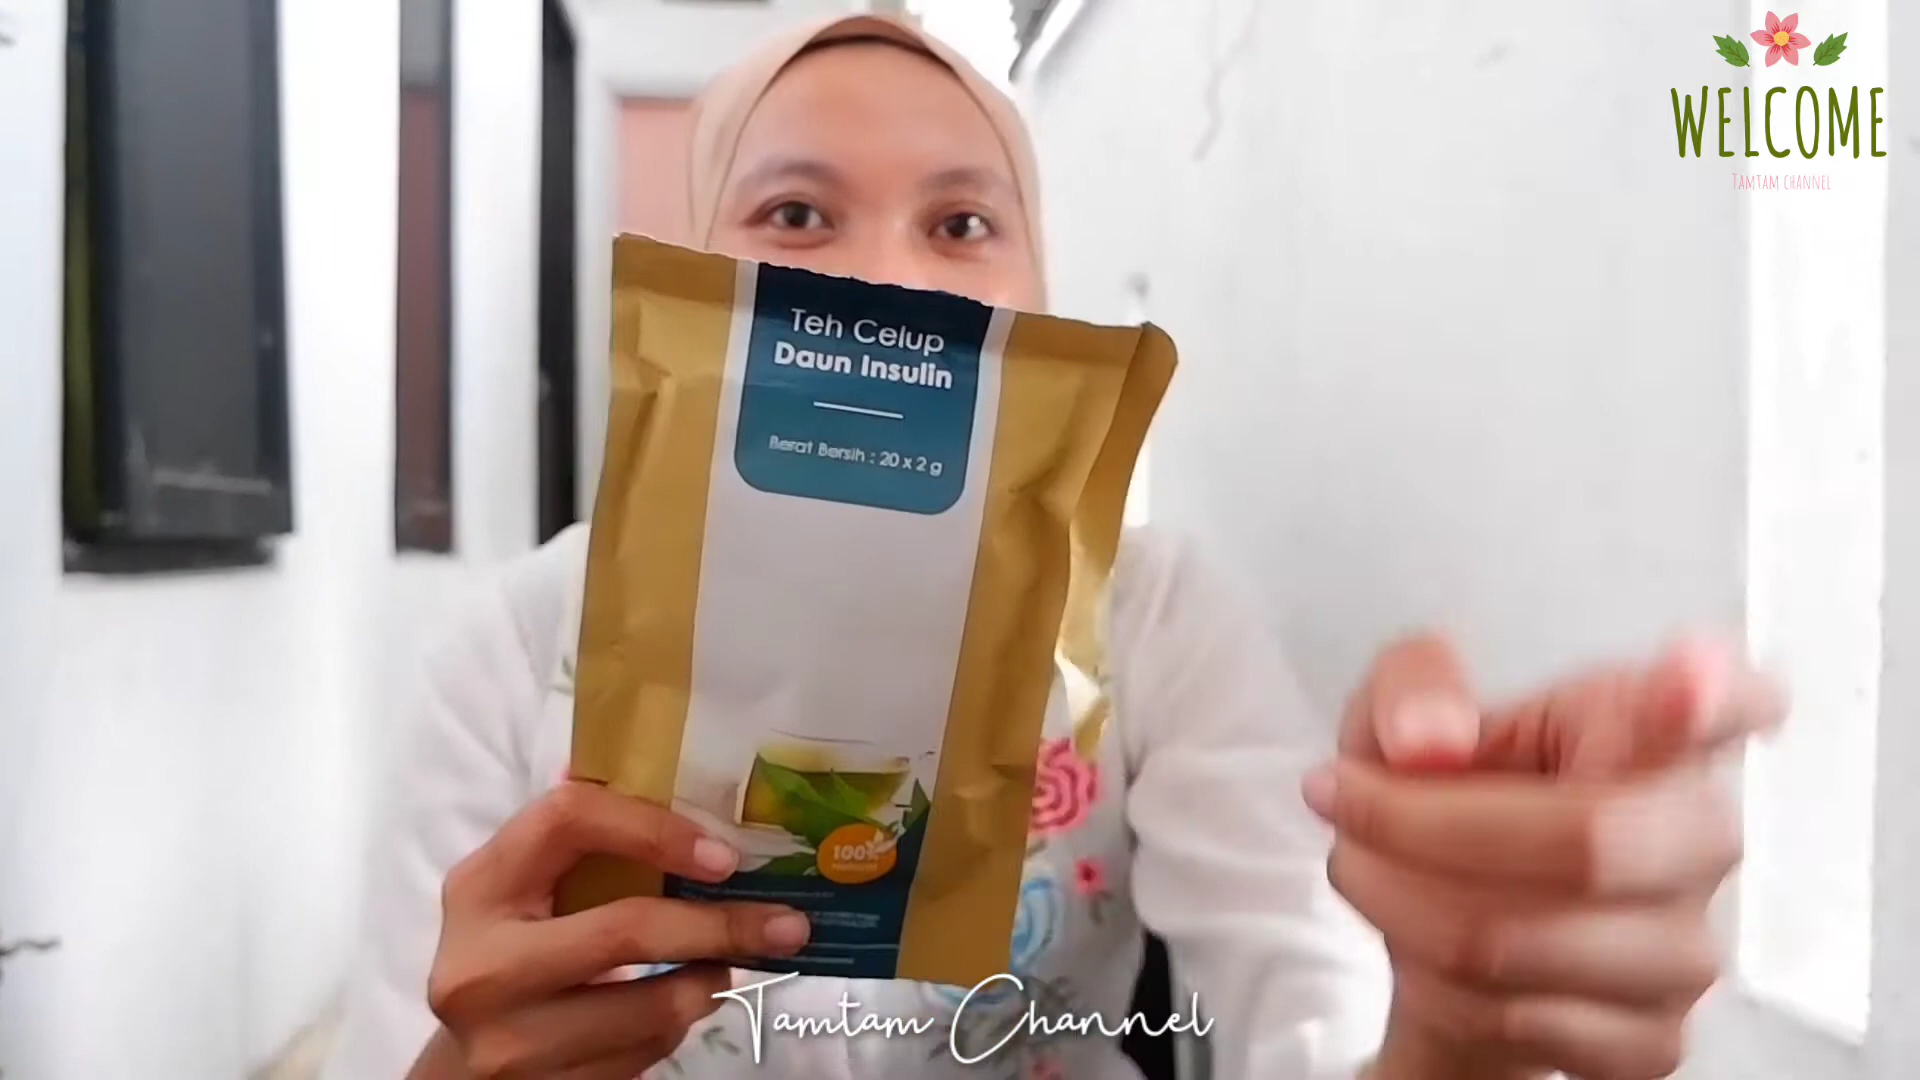 WELCOME
TAMTAM CHANNEL
Teh Celup
Daun Insulin
Berat Bersih : 20 x 2 g
100%
Tamtam Channel